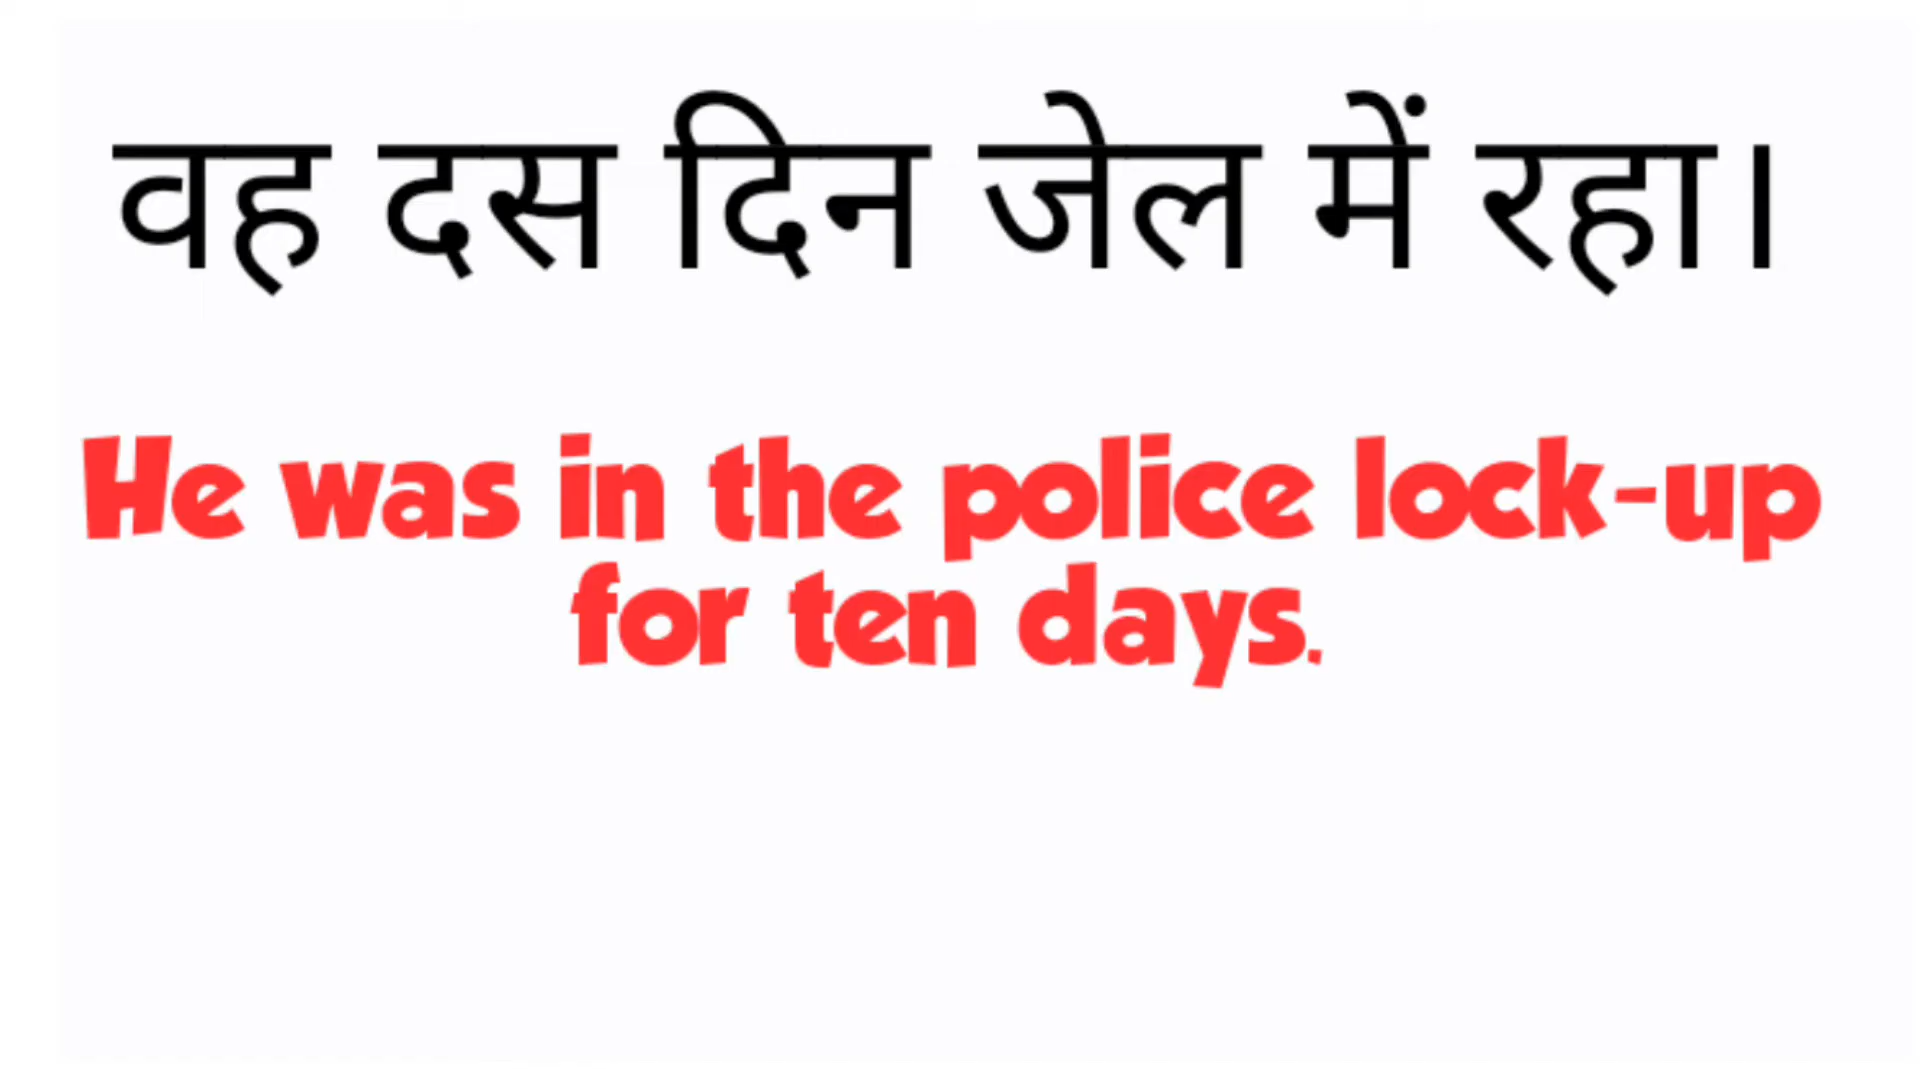 वह दस दिन जेल में रहा।
He was in the police lock-up
for ten days.